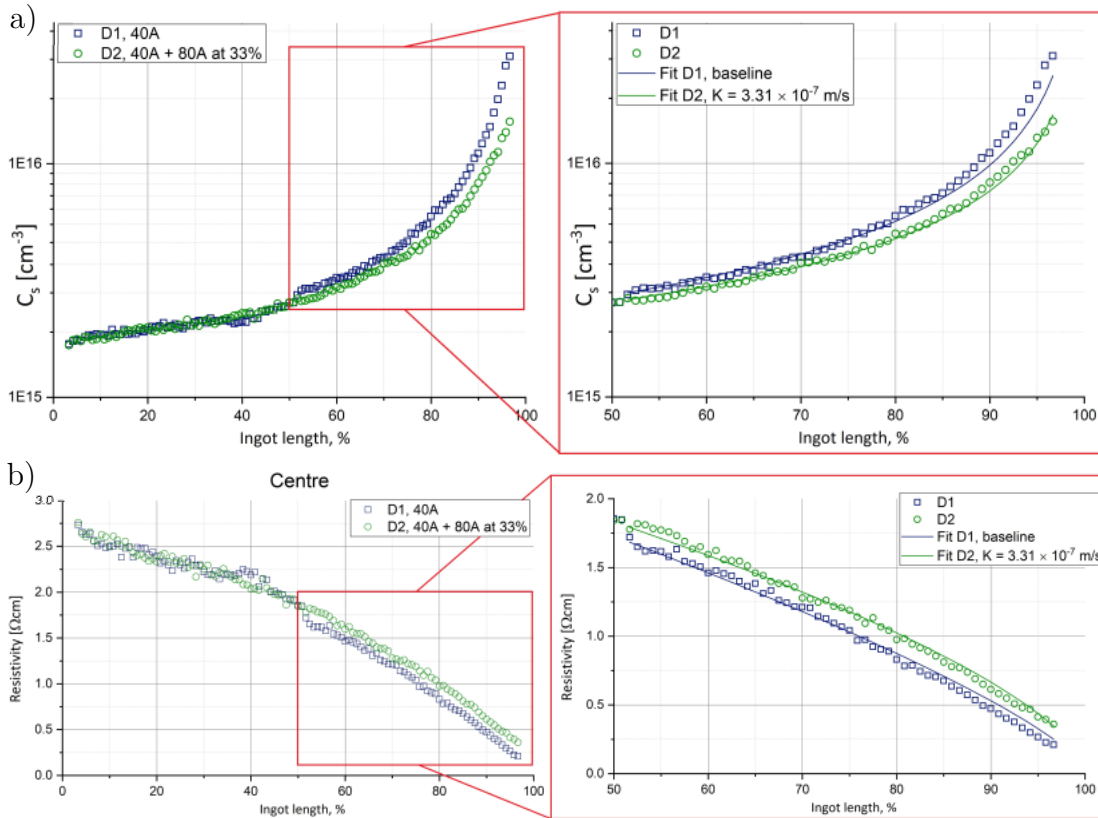 a)
D1, 40A
D2, 40A + 80A at 33%
1E16
1E15
Cs [cm-3]
0 20 40 60 80 100
Ingot length, %
D1
D2
Fit D1, baseline
Fit D2, K = 3.31 × 10-7 m/s
1E16
1E15
Cs [cm-3]
50 60 70 80 90 100
Ingot length, %
b)
Centre
D1, 40A
D2, 40A + 80A at 33%
3.0
2.5
2.0
1.5
1.0
0.5
0.0
Resistivity [Ωcm]
0 20 40 60 80 100
Ingot length, %
D1
D2
Fit D1, baseline
Fit D2, K = 3.31 × 10-7 m/s
2.0
1.5
1.0
0.5
0.0
Resistivity [Ωcm]
50 60 70 80 90 100
Ingot length, %